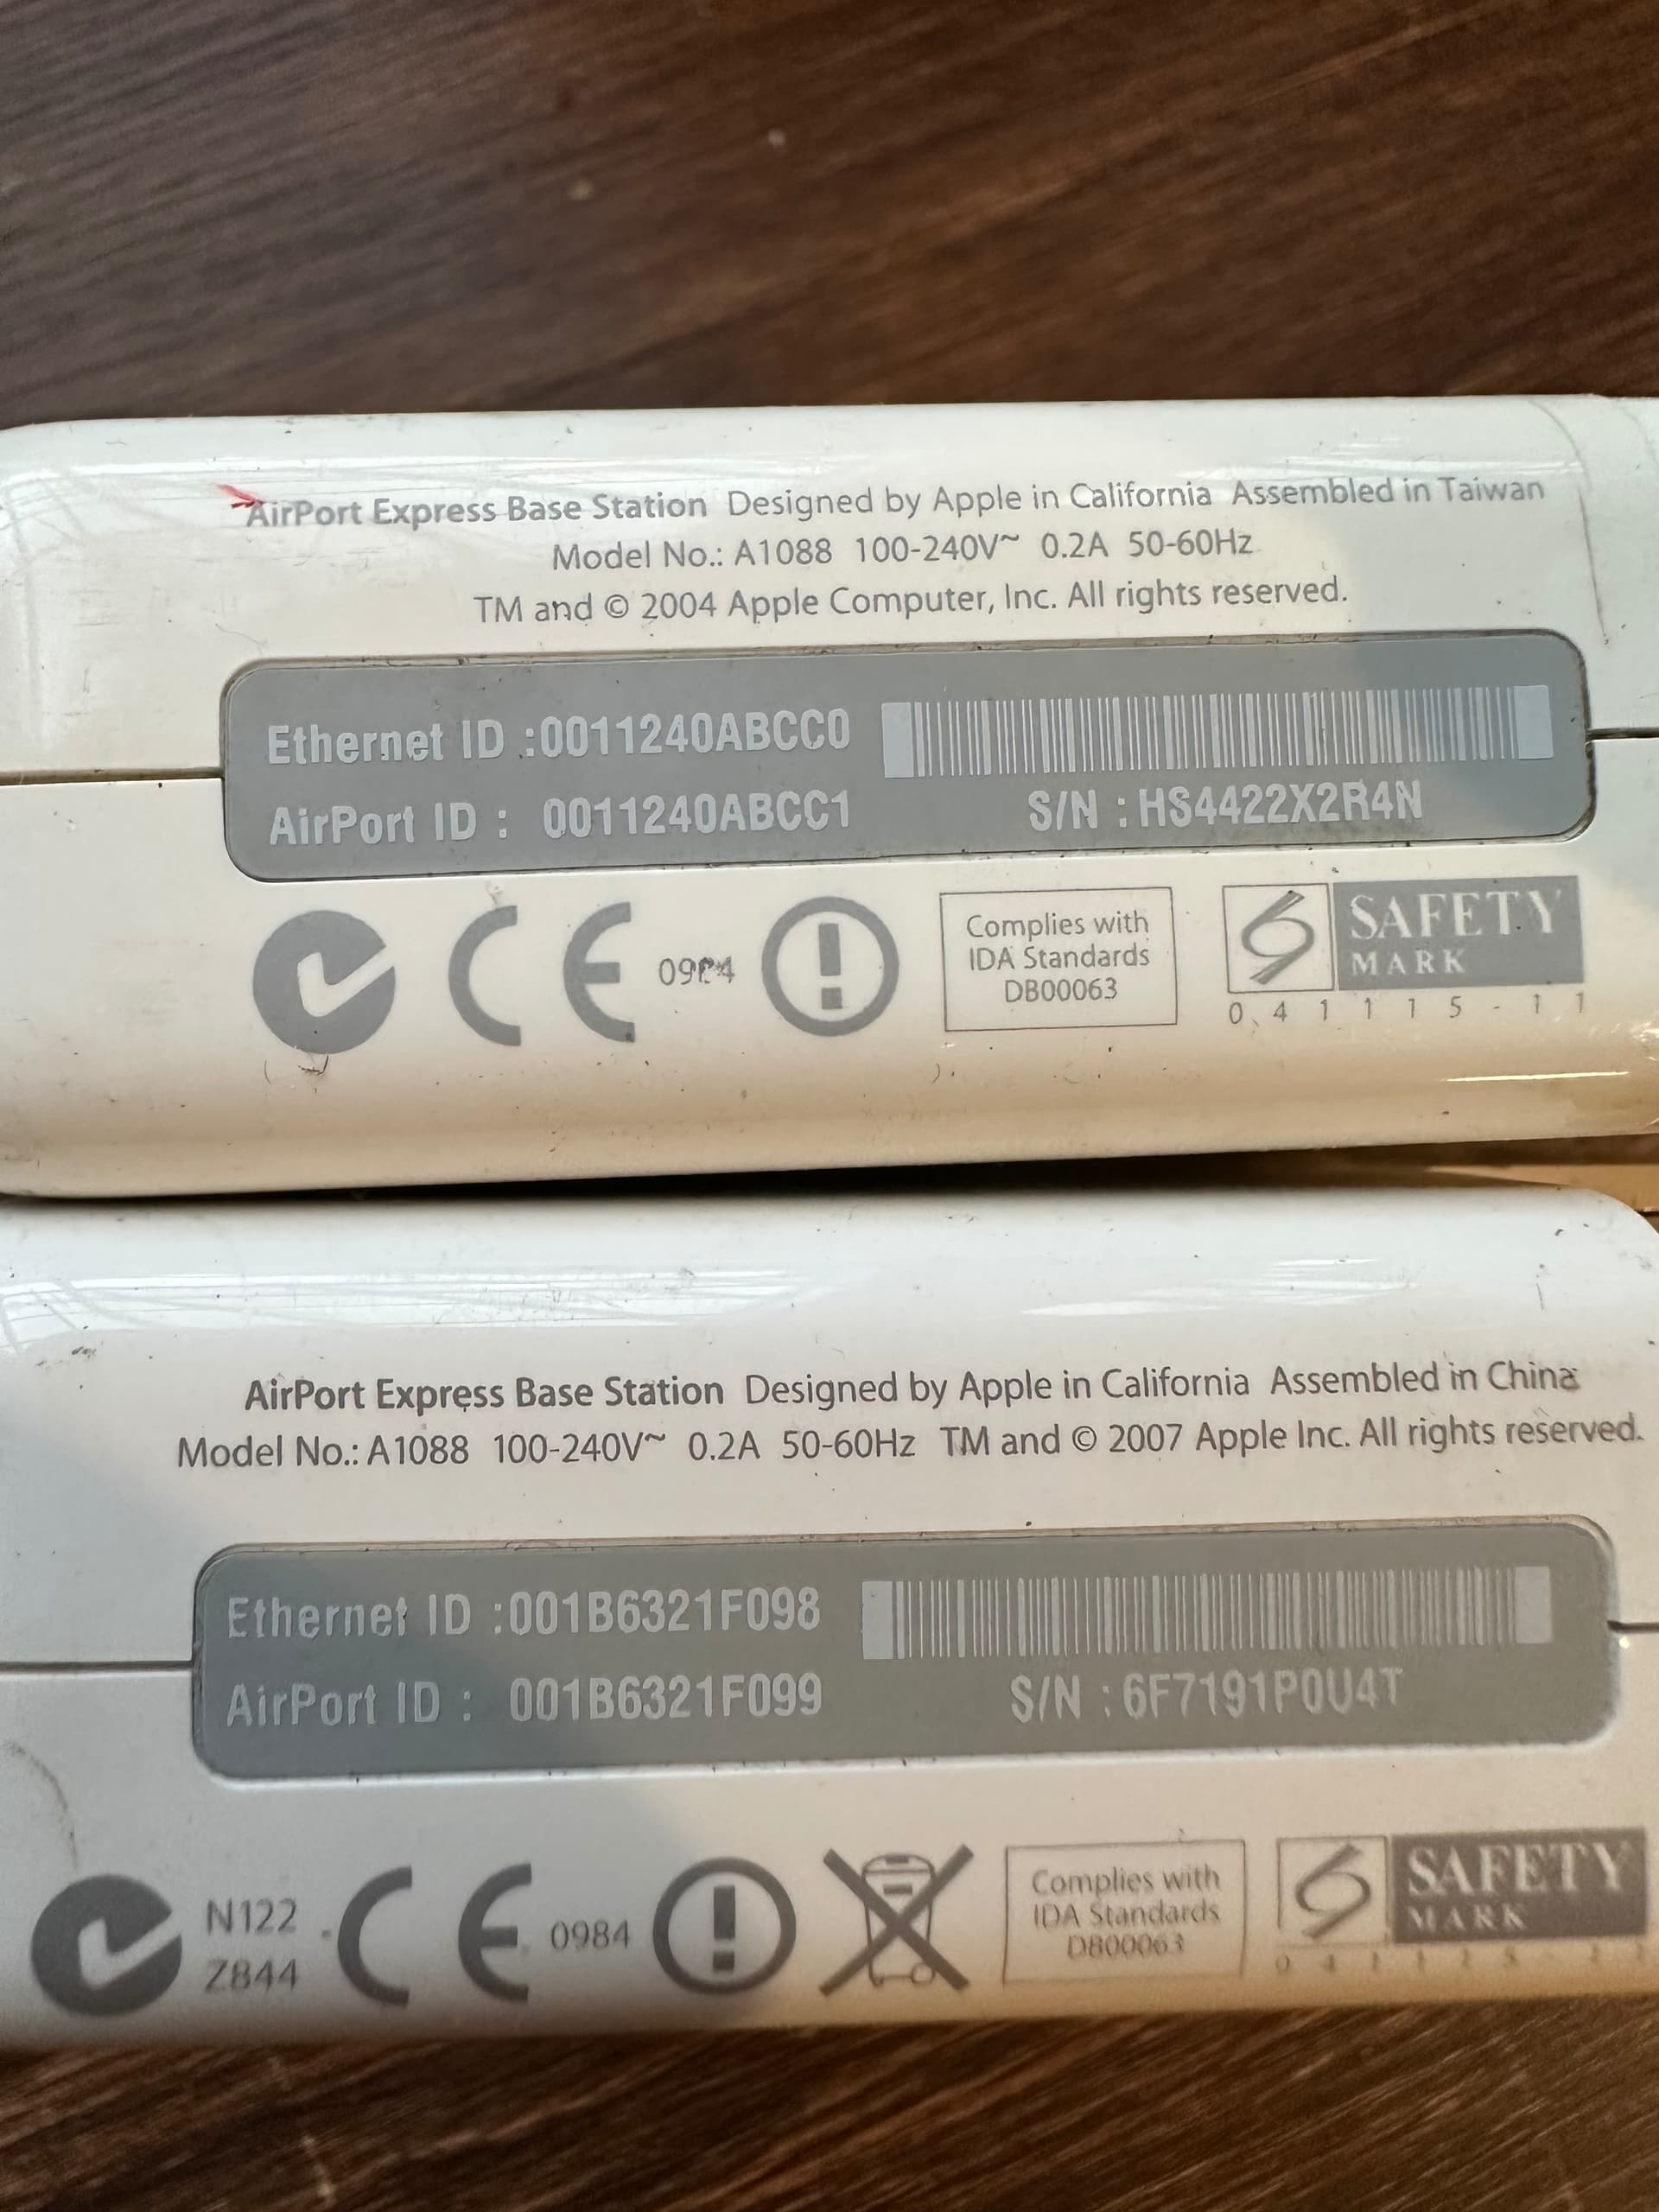 AirPort Express Base Station Designed by Apple in California Assembled in Taiwan
Model No.: A1088 100-240V~ 0.2A 50-60Hz
TM and © 2004 Apple Computer, Inc. All rights reserved.
Ethernet ID :0011240ABCC0
AirPort ID : 0011240ABCC1
S/N : HS4422X2R4N
CE
Complies with
IDA Standards
DB00063
SAFETY
MARK
041115-11
AirPort Express Base Station Designed by Apple in California Assembled in China
Model No.: A1088 100-240V~ 0.2A 50-60Hz TM and © 2007 Apple Inc. All rights reserved.
Ethernet ID :001B6321F098
AirPort ID : 001B6321F099
S/N : 6F7191P0U4T
N122
Z844
CE 0984
Complies with
IDA Standards
DB00063
SAFETY
MARK